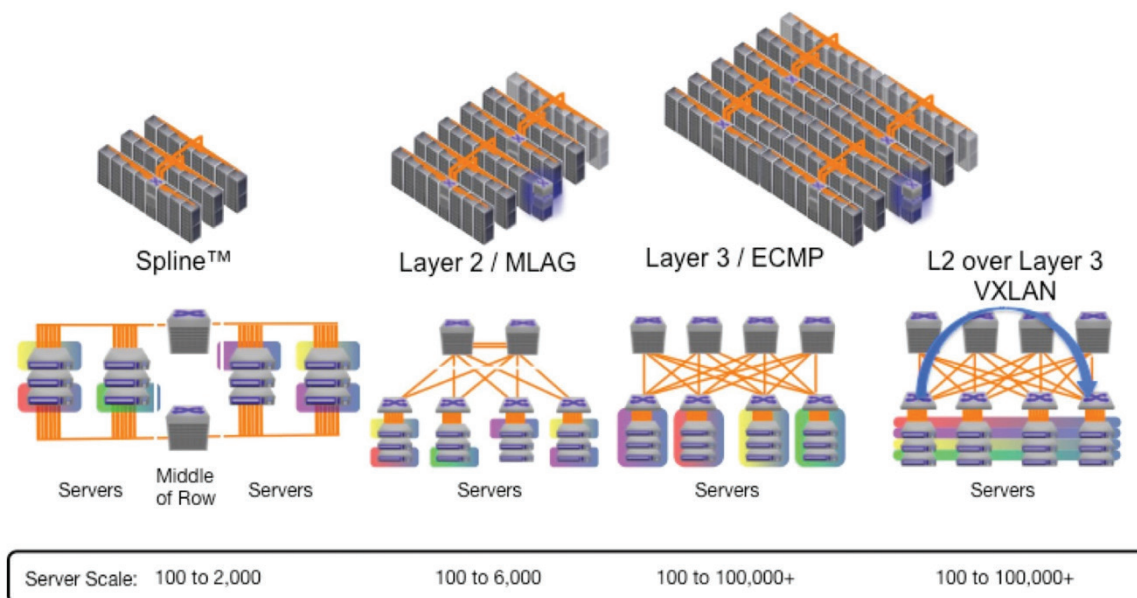 Spline™
Layer 2 / MLAG
Layer 3 / ECMP
L2 over Layer 3
VXLAN
Servers
Middle
of Row
Servers
Servers
Servers
Servers
Server Scale: 100 to 2,000 100 to 6,000 100 to 100,000+ 100 to 100,000+